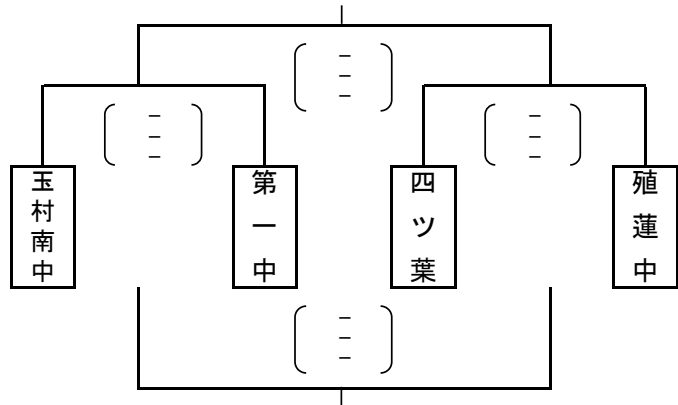 – – –
– – –
– – –
玉村南中
第一中
四ツ葉
殖蓮中
– – –